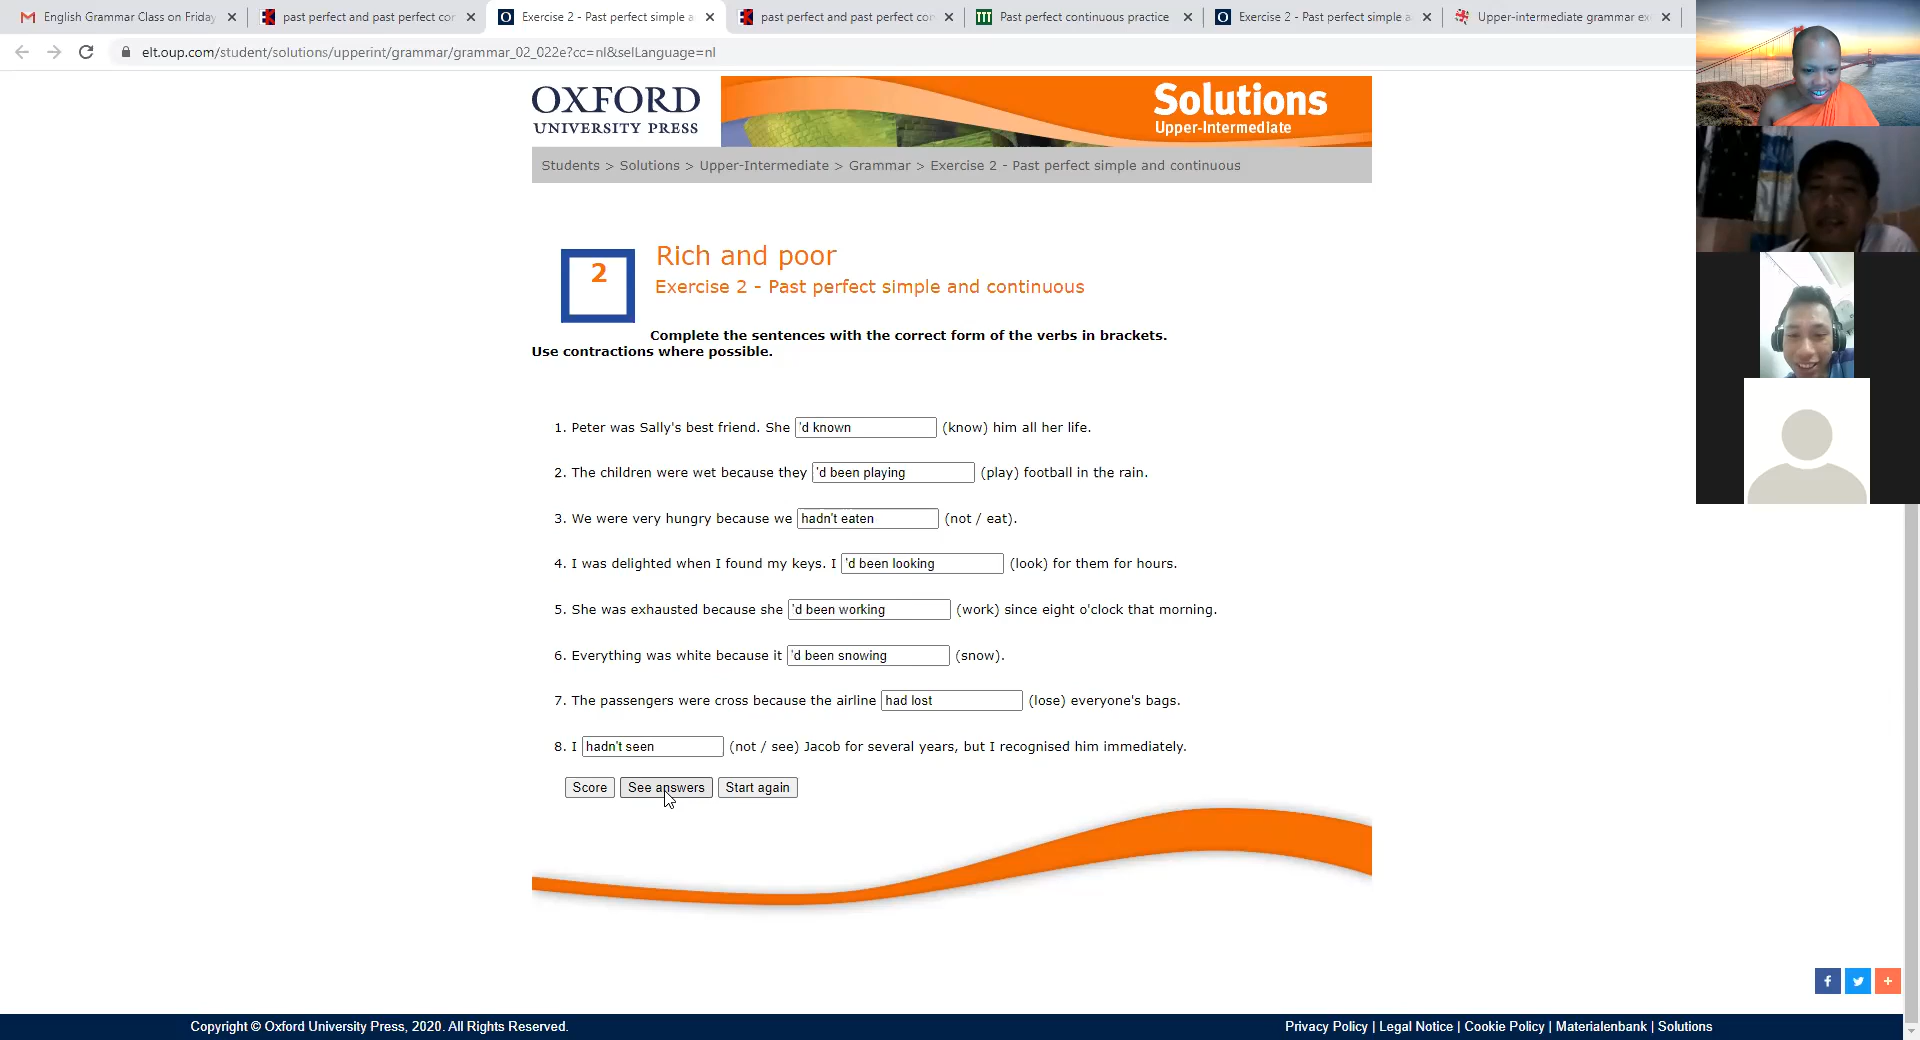 English Grammar Class on Friday
past perfect and past perfect con
Exercise 2 - Past perfect simple a
past perfect and past perfect con
Past perfect continuous practice
Exercise 2 - Past perfect simple a
Upper-intermediate grammar ex
elt.oup.com/student/solutions/upperint/grammar/grammar_02_022e?cc=nl&selLanguage=nl
OXFORD
UNIVERSITY PRESS
Solutions
Upper-Intermediate
Students > Solutions > Upper-Intermediate > Grammar > Exercise 2 - Past perfect simple and continuous
2
Rich and poor
Exercise 2 - Past perfect simple and continuous
Complete the sentences with the correct form of the verbs in brackets.
Use contractions where possible.
1. Peter was Sally's best friend. She 'd known (know) him all her life.
2. The children were wet because they 'd been playing (play) football in the rain.
3. We were very hungry because we hadn't eaten (not / eat).
4. I was delighted when I found my keys. I 'd been looking (look) for them for hours.
5. She was exhausted because she 'd been working (work) since eight o'clock that morning.
6. Everything was white because it 'd been snowing (snow).
7. The passengers were cross because the airline had lost (lose) everyone's bags.
8. I hadn't seen (not / see) Jacob for several years, but I recognised him immediately.
Score See answers Start again
Copyright © Oxford University Press, 2020. All Rights Reserved.
Privacy Policy | Legal Notice | Cookie Policy | Materialenbank | Solutions